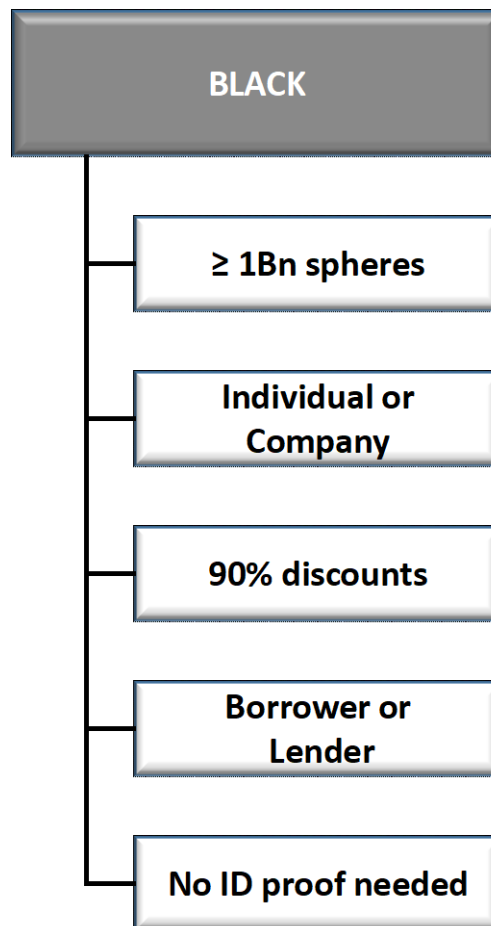 BLACK
≥ 1Bn spheres
Individual or
Company
90% discounts
Borrower or
Lender
No ID proof needed